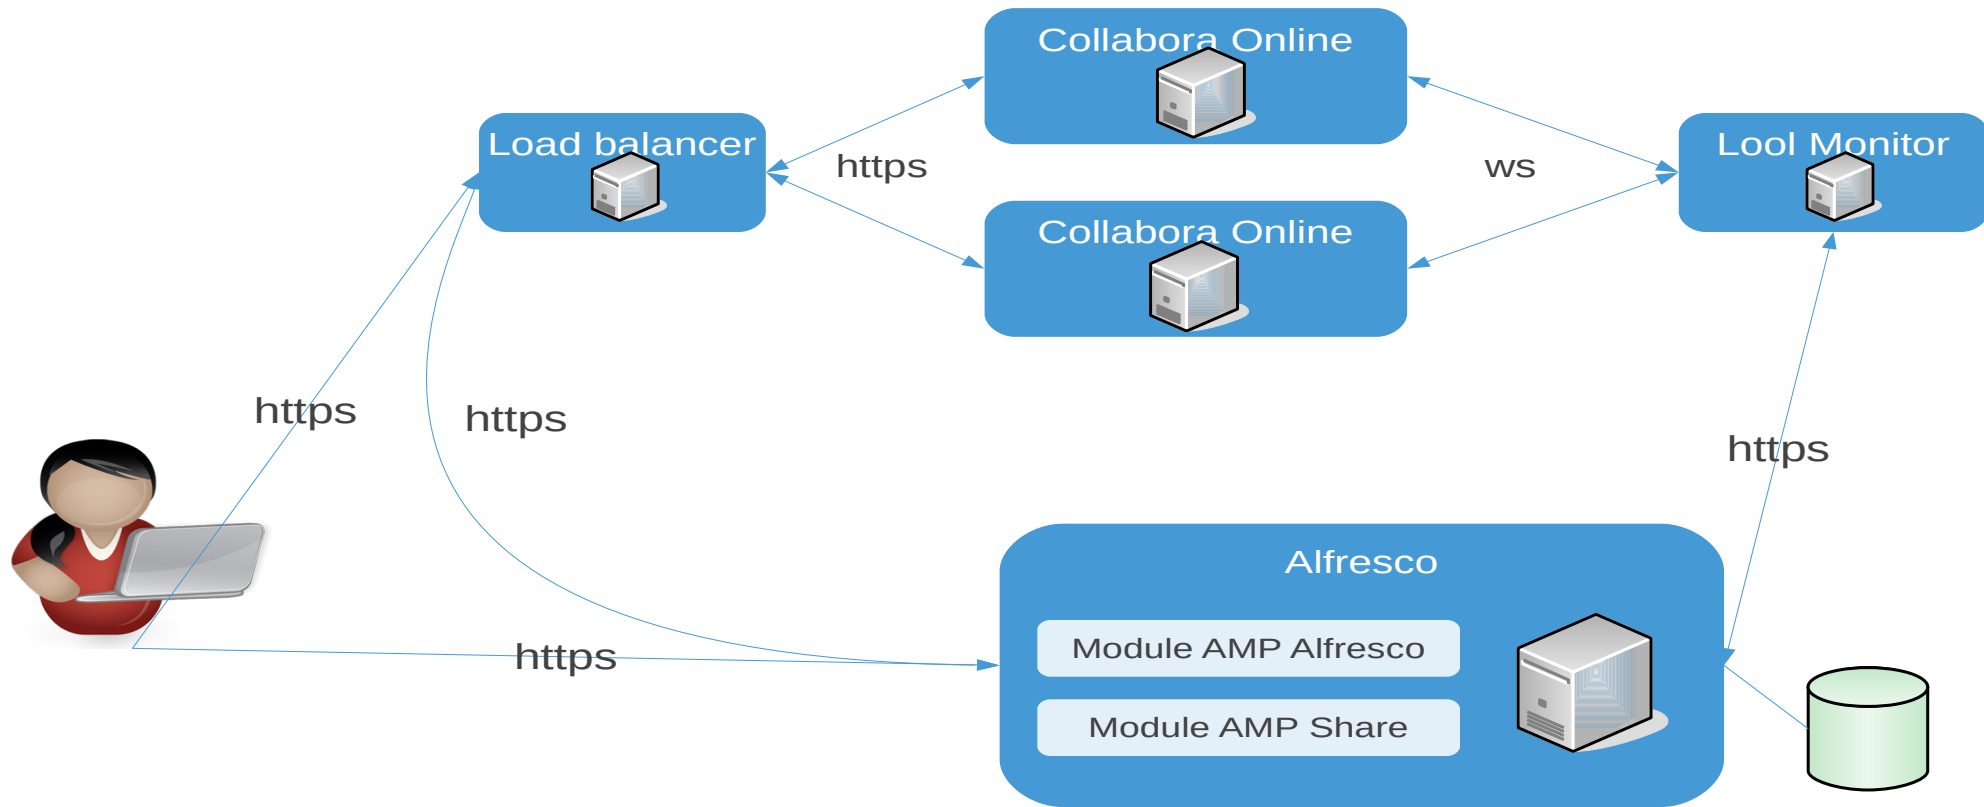 Collabora Online
Load balancer
https
Collabora Online
ws
Lool Monitor
https
https
https
https
Alfresco
Module AMP Alfresco
Module AMP Share